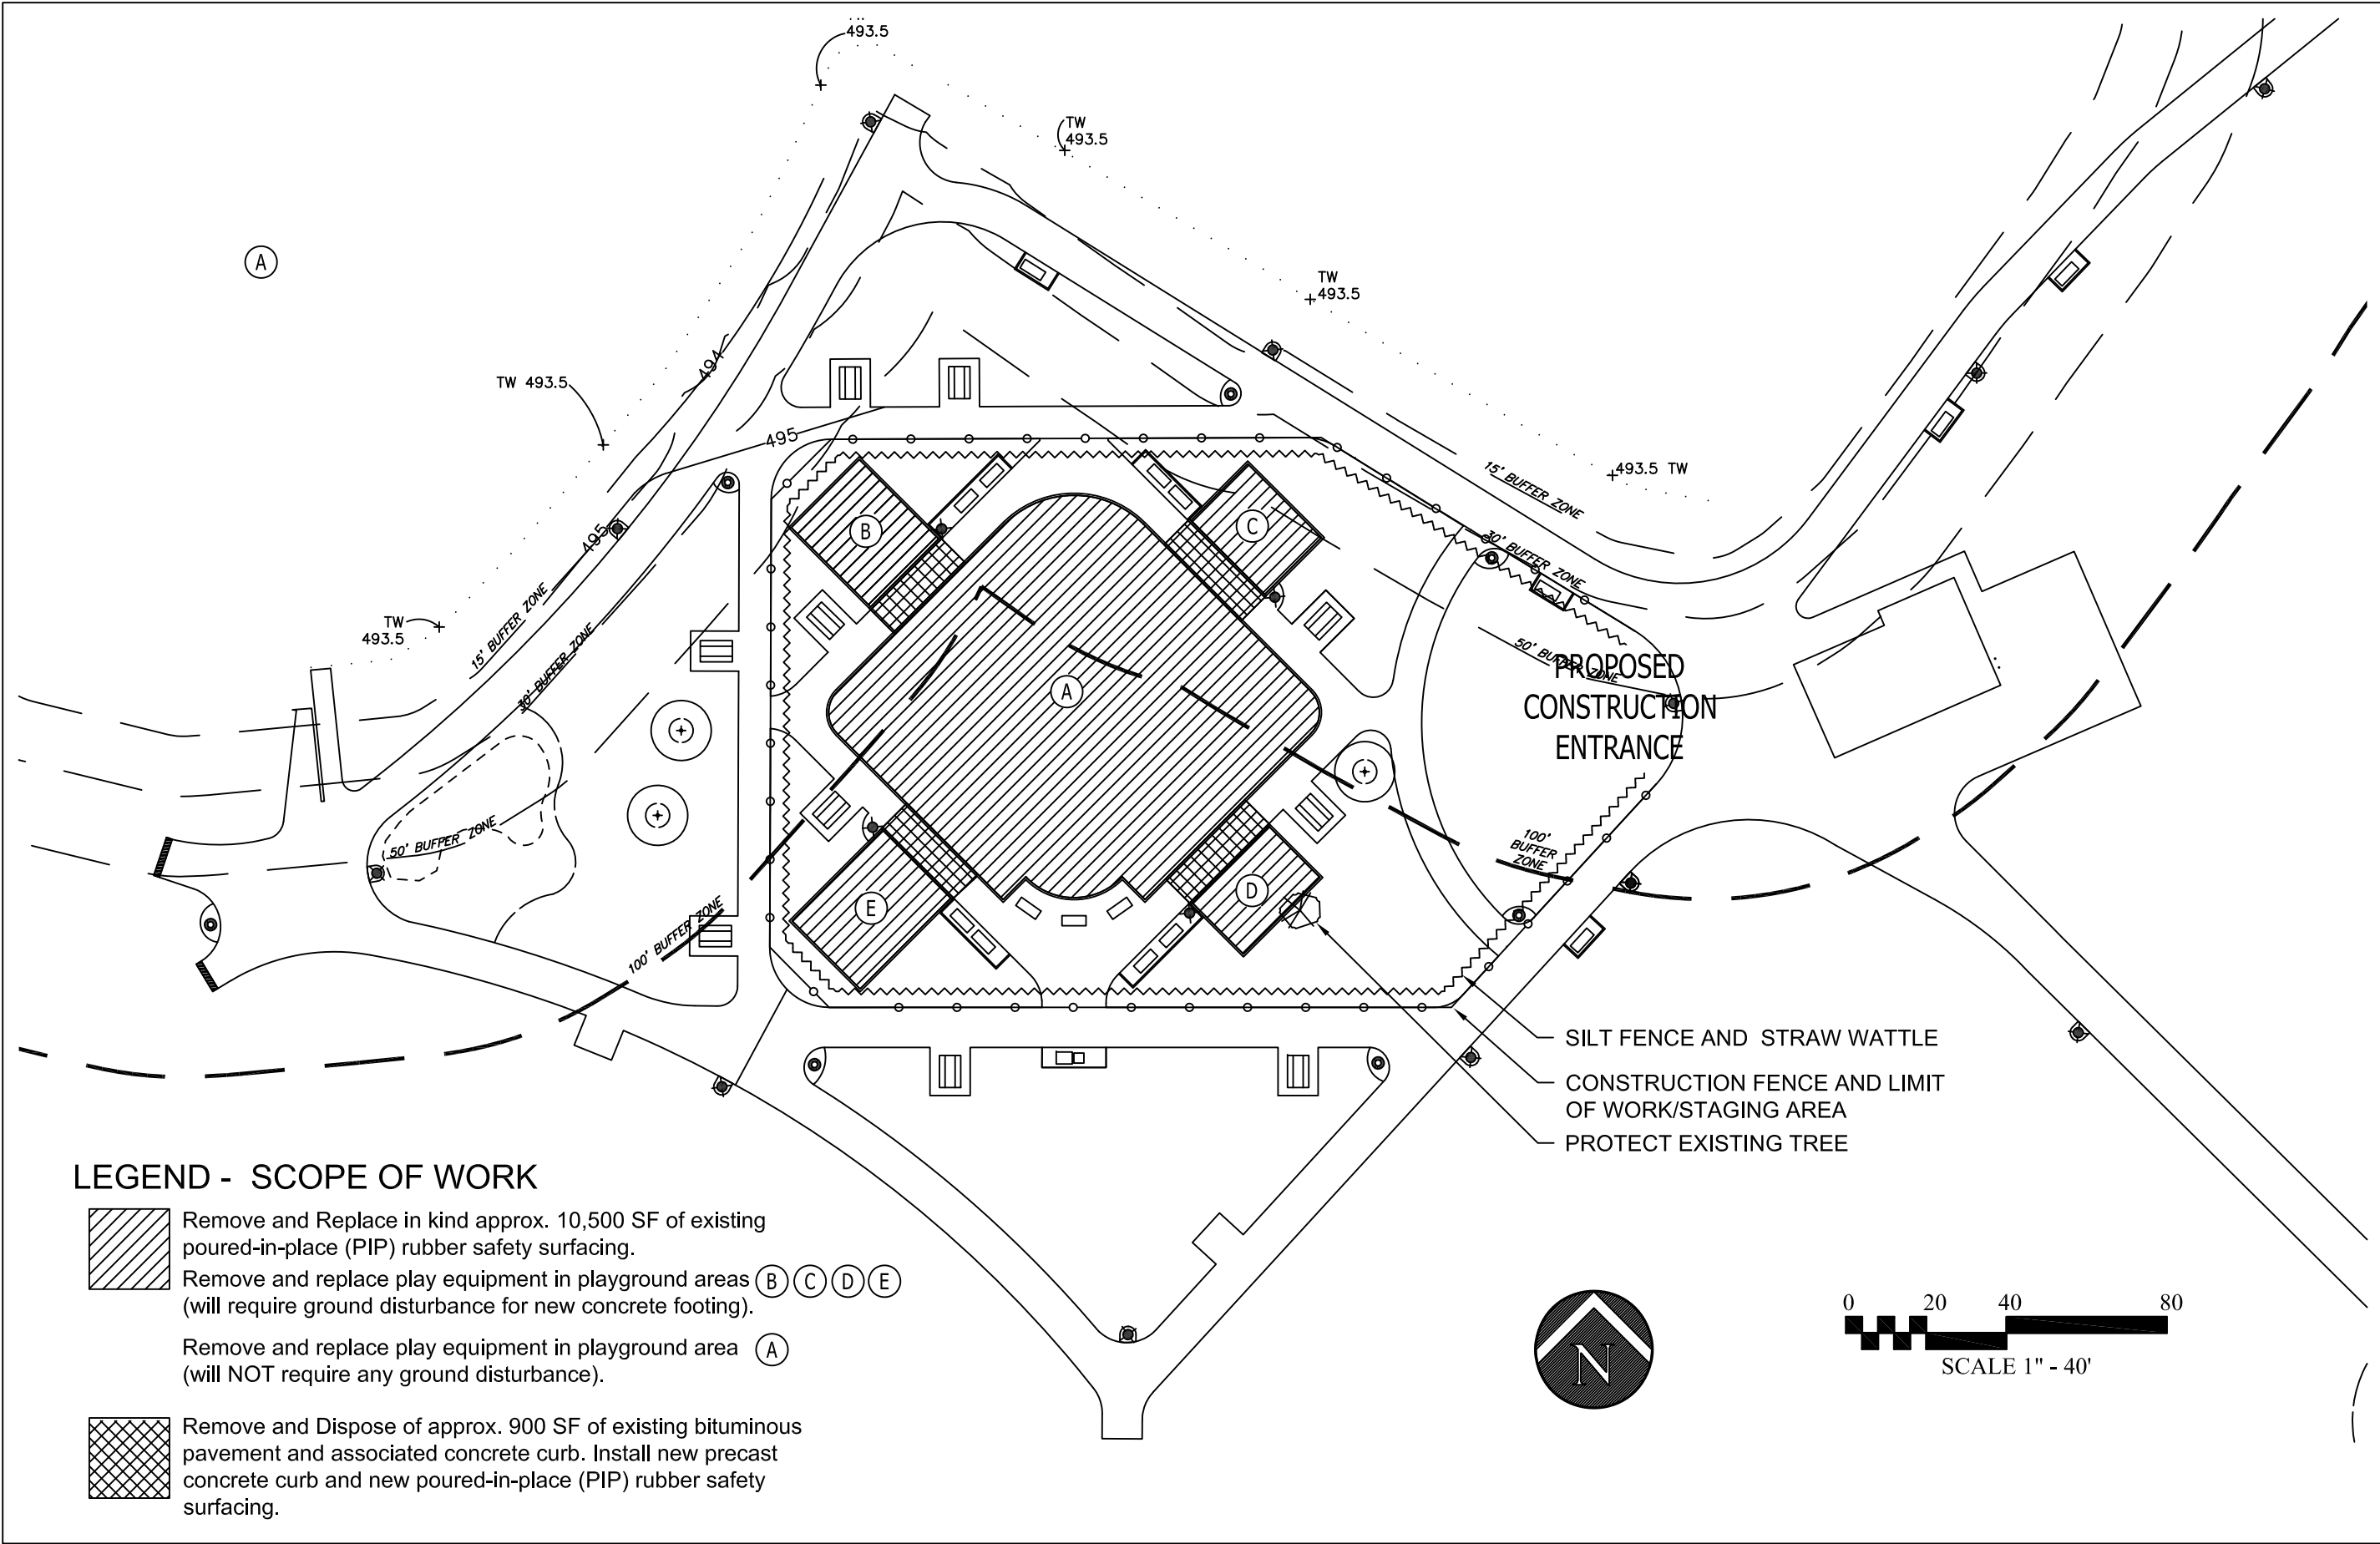 493.5
TW
493.5
A
TW
493.5
TW 493.5
494
495
15' BUFFER ZONE
493.5 TW
B
C
495
30' BUFFER ZONE
15' BUFFER ZONE
TW
493.5
30' BUFFER ZONE
50' BUFFER ZONE
PROPOSED
CONSTRUCTION
ENTRANCE
A
50' BUFFER ZONE
100'
BUFFER
ZONE
D
E
100' BUFFER ZONE
SILT FENCE AND STRAW WATTLE
CONSTRUCTION FENCE AND LIMIT
OF WORK/STAGING AREA
PROTECT EXISTING TREE
LEGEND - SCOPE OF WORK
Remove and Replace in kind approx. 10,500 SF of existing
poured-in-place (PIP) rubber safety surfacing.
Remove and replace play equipment in playground areas B C D E
(will require ground disturbance for new concrete footing).
Remove and replace play equipment in playground area A
(will NOT require any ground disturbance).
Remove and Dispose of approx. 900 SF of existing bituminous
pavement and associated concrete curb. Install new precast
concrete curb and new poured-in-place (PIP) rubber safety
surfacing.
N
0 20 40 80
SCALE 1" - 40'